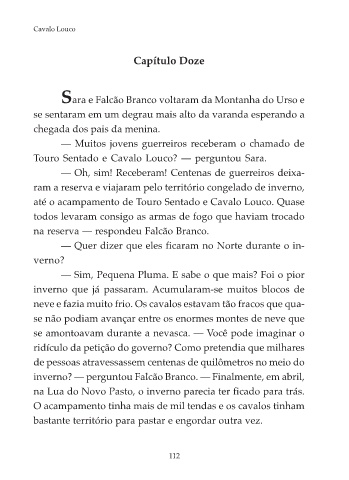 Cavalo Louco
Capítulo Doze
Sara e Falcão Branco voltaram da Montanha do Urso e
se sentaram em um degrau mais alto da varanda esperando a
chegada dos pais da menina.
— Muitos jovens guerreiros receberam o chamado de
Touro Sentado e Cavalo Louco? — perguntou Sara.
— Oh, sim! Receberam! Centenas de guerreiros deixa-
ram a reserva e viajaram pelo território congelado de inverno,
até o acampamento de Touro Sentado e Cavalo Louco. Quase
todos levaram consigo as armas de fogo que haviam trocado
na reserva — respondeu Falcão Branco.
— Quer dizer que eles ficaram no Norte durante o in-
verno?
— Sim, Pequena Pluma. E sabe o que mais? Foi o pior
inverno que já passaram. Acumularam-se muitos blocos de
neve e fazia muito frio. Os cavalos estavam tão fracos que qua-
se não podiam avançar entre os enormes montes de neve que
se amontoavam durante a nevasca. — Você pode imaginar o
ridículo da petição do governo? Como pretendia que milhares
de pessoas atravessassem centenas de quilômetros no meio do
inverno? — perguntou Falcão Branco. — Finalmente, em abril,
na Lua do Novo Pasto, o inverno parecia ter ficado para trás.
O acampamento tinha mais de mil tendas e os cavalos tinham
bastante território para pastar e engordar outra vez.
112